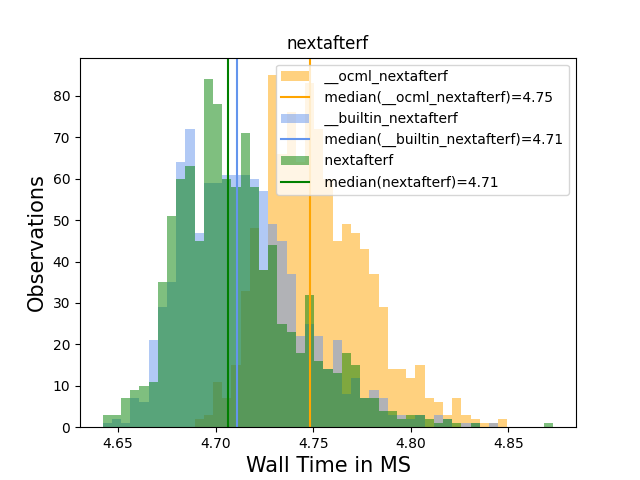 nextafterf
__ocml_nextafterf
median(__ocml_nextafterf)=4.75
__builtin_nextafterf
median(__builtin_nextafterf)=4.71
nextafterf
median(nextafterf)=4.71
Observations
80
70
60
50
40
30
20
10
0
4.65 4.70 4.75 4.80 4.85
Wall Time in MS